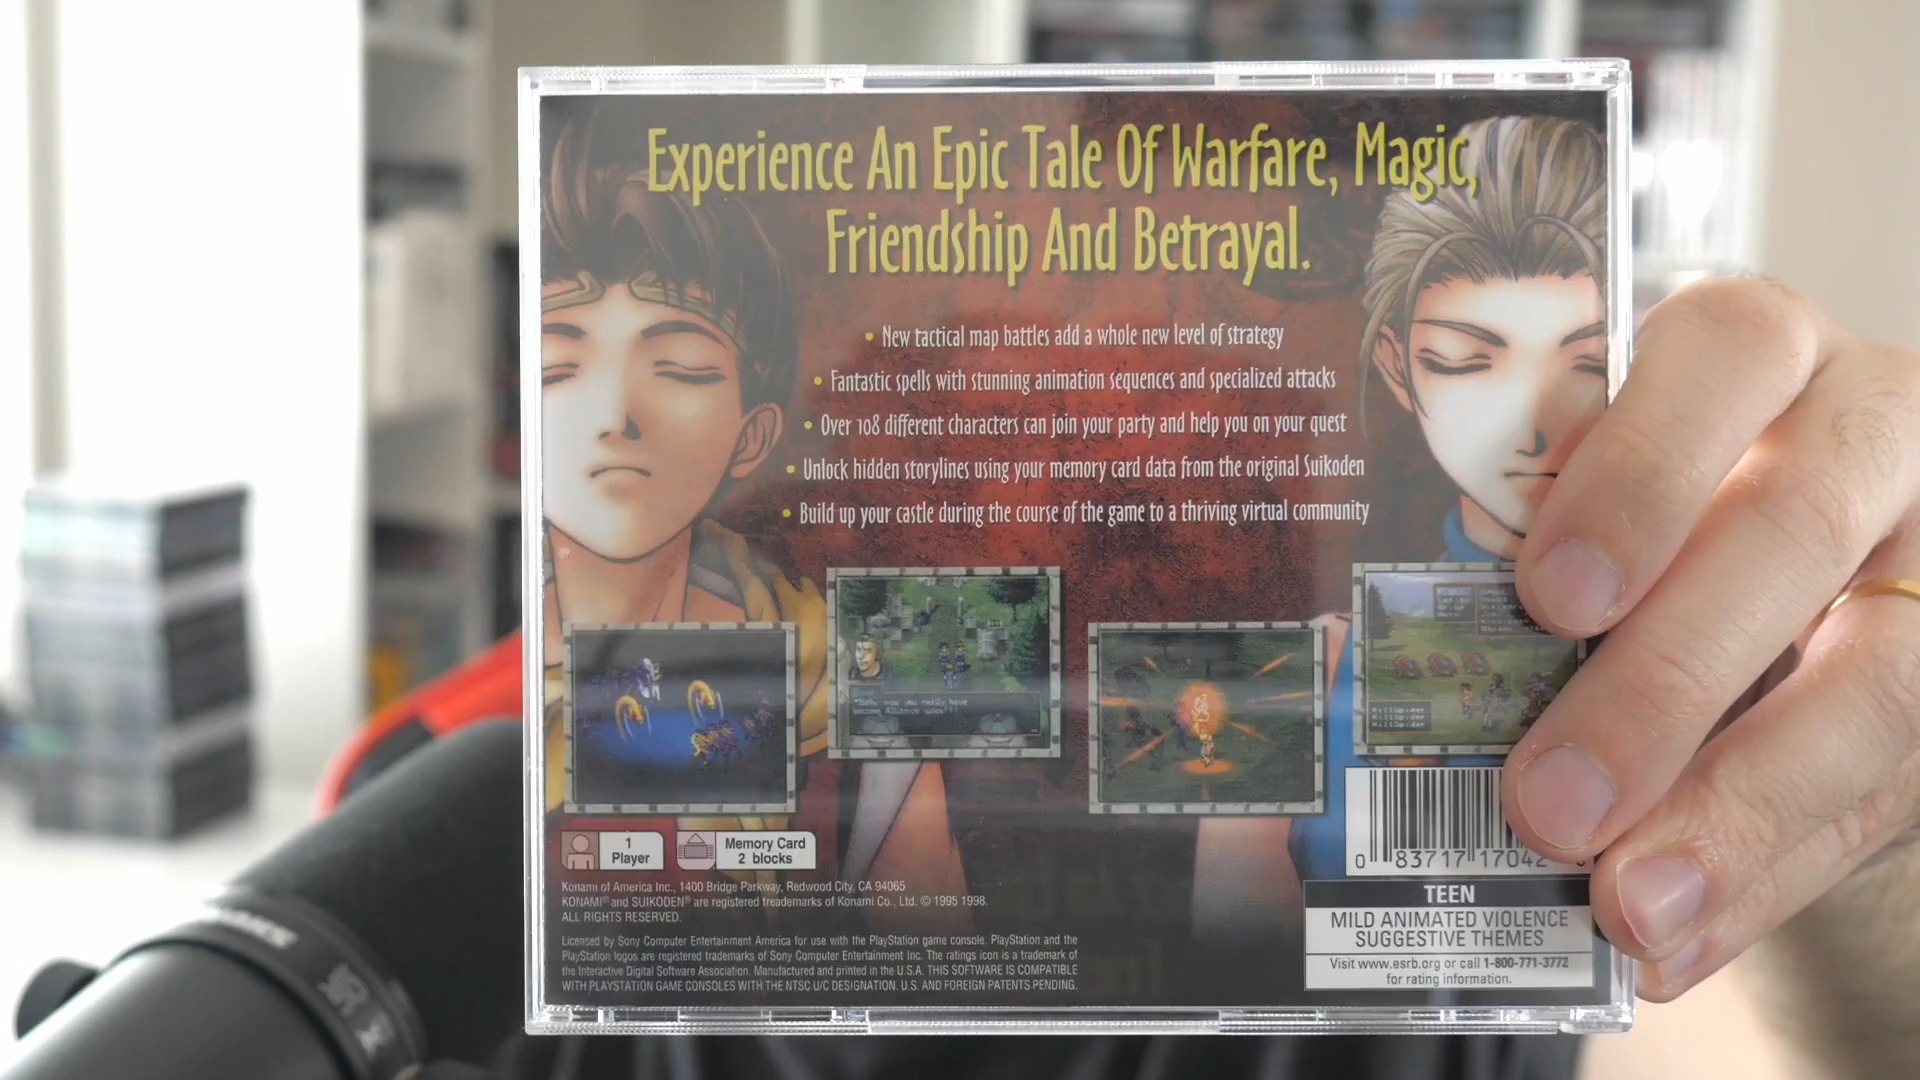 Experience An Epic Tale Of Warfare, Magic,
Friendship And Betrayal.
• New tactical map battles add a whole new level of strategy
• Fantastic spells with stunning animation sequences and specialized attacks
• Over 108 different characters can join your party and help you on your quest
• Unlock hidden storylines using your memory card data from the original Suikoden
• Build up your castle during the course of the game to a thriving virtual community
1
Player
Memory Card
2 blocks
Konami of America Inc., 1400 Bridge Parkway, Redwood City, CA 94065
KONAMI® and SUIKODEN® are registered trademarks of Konami Co., Ltd. © 1995 1998.
ALL RIGHTS RESERVED.
Licensed by Sony Computer Entertainment America for use with the PlayStation game console. PlayStation and the
PlayStation logos are registered trademarks of Sony Computer Entertainment Inc. The ratings icon is a trademark of
the Interactive Digital Software Association. Manufactured and printed in the U.S.A. THIS SOFTWARE IS COMPATIBLE
WITH PLAYSTATION GAME CONSOLES WITH THE NTSC U/C DESIGNATION. U.S. AND FOREIGN PATENTS PENDING.
0 83717 17042
TEEN
MILD ANIMATED VIOLENCE
SUGGESTIVE THEMES
Visit www.esrb.org or call 1-800-771-3772
for rating information.